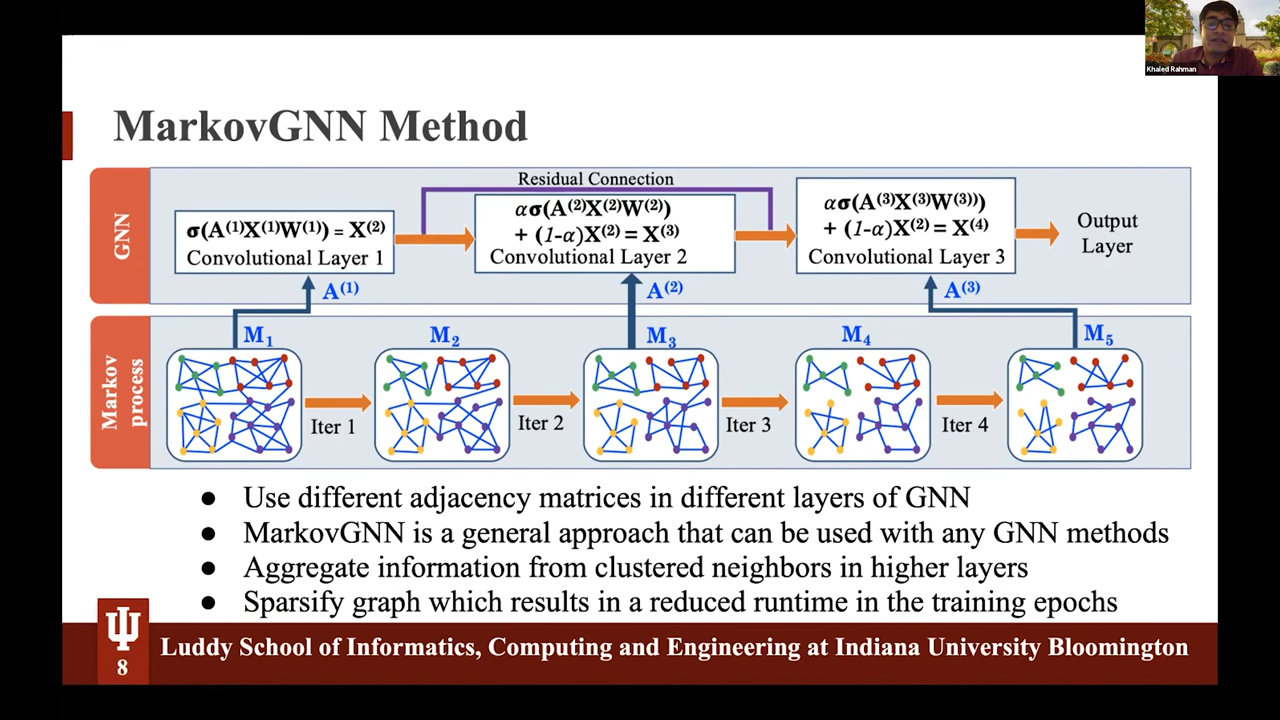 Khaled Rahman
MarkovGNN Method
GNN
Residual Connection
σ(A⁽¹⁾X⁽¹⁾W⁽¹⁾) = X⁽²⁾
Convolutional Layer 1
ασ(A⁽²⁾X⁽²⁾W⁽²⁾)
+ (1-α)X⁽²⁾ = X⁽³⁾
Convolutional Layer 2
ασ(A⁽³⁾X⁽³⁾W⁽³⁾))
+ (1-α)X⁽²⁾ = X⁽⁴⁾
Convolutional Layer 3
Output
Layer
A⁽¹⁾
A⁽²⁾
A⁽³⁾
Markov
process
M₁
M₂
M₃
M₄
M₅
Iter 1
Iter 2
Iter 3
Iter 4
● Use different adjacency matrices in different layers of GNN
● MarkovGNN is a general approach that can be used with any GNN methods
● Aggregate information from clustered neighbors in higher layers
● Sparsify graph which results in a reduced runtime in the training epochs
8
Luddy School of Informatics, Computing and Engineering at Indiana University Bloomington